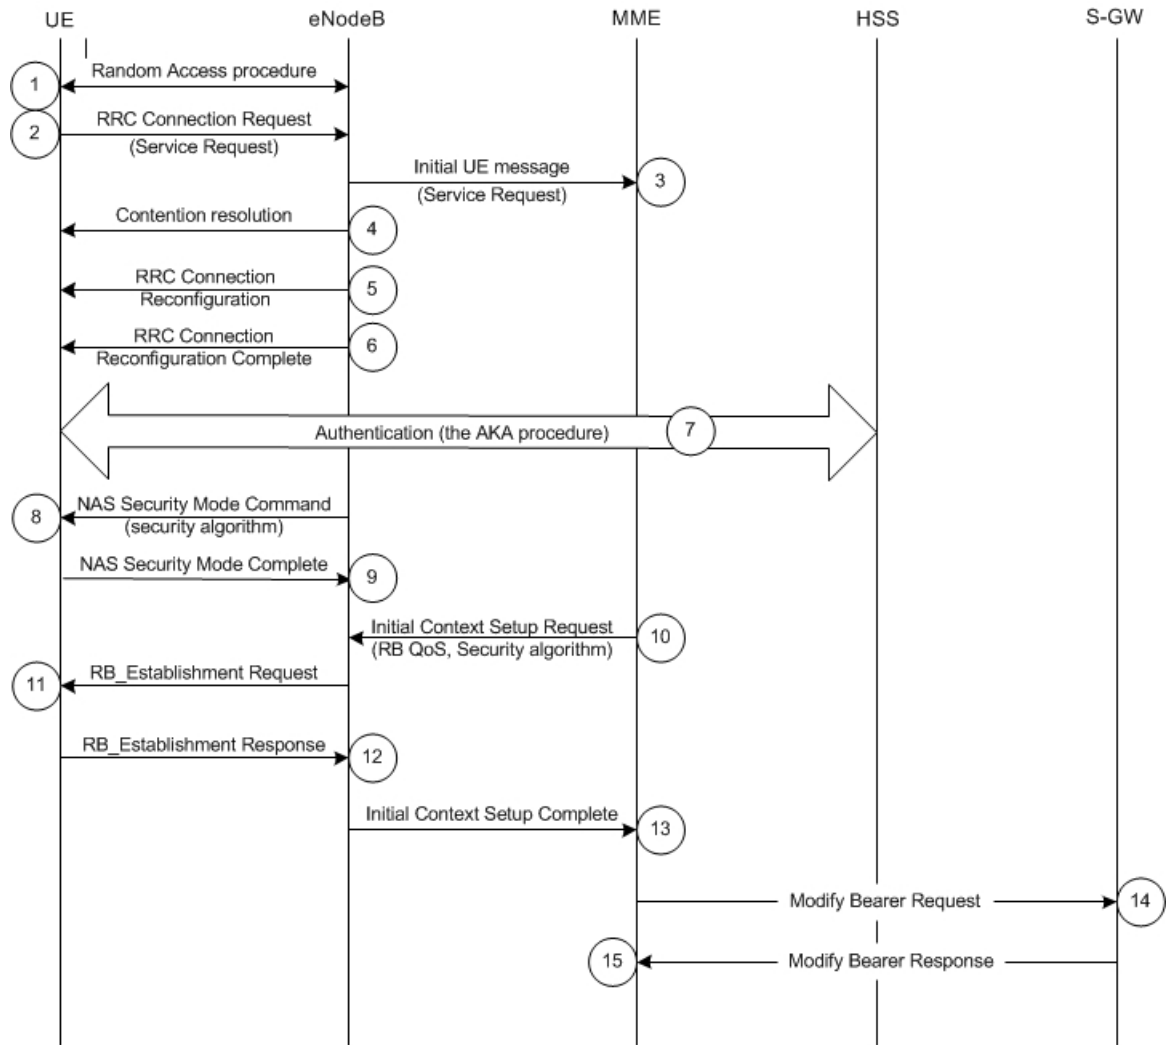 UE eNodeB MME HSS S-GW
Random Access procedure
1
RRC Connection Request
2
(Service Request)
Initial UE message
3
(Service Request)
Contention resolution
4
RRC Connection
5
Reconfiguration
RRC Connection
6
Reconfiguration Complete
Authentication (the AKA procedure)
7
NAS Security Mode Command
8
(security algorithm)
NAS Security Mode Complete
9
Initial Context Setup Request
10
(RB QoS, Security algorithm)
RB_Establishment Request
11
RB_Establishment Response
12
Initial Context Setup Complete
13
Modify Bearer Request
14
Modify Bearer Response
15